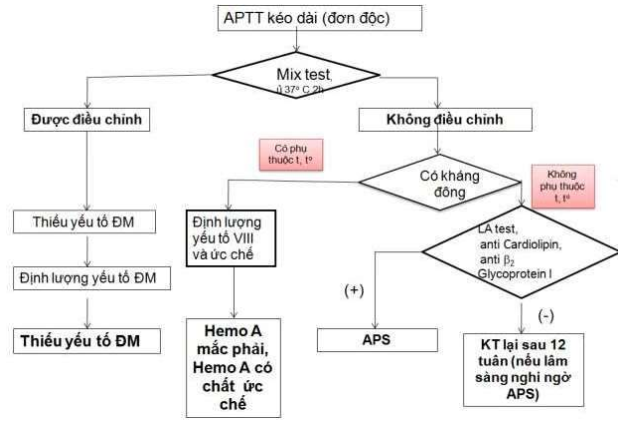 APTT kéo dài (đơn độc)
Mix test,
ủ 37º C 2h
Được điều chỉnh
Không điều chỉnh
Có phụ
thuộc t, tº
Có kháng
đông
Không
phụ thuộc
t, tº
Thiếu yếu tố ĐM
Định lượng
yếu tố VIII
và ức chế
LA test,
anti Cardiolipin,
anti β2
Glycoprotein I
Định lượng yếu tố ĐM
(+)
(-)
Thiếu yếu tố ĐM
Hemo A
mắc phải,
Hemo A có
chất ức
chế
APS
KT lại sau 12
tuân (nếu lâm
sàng nghi ngờ
APS)